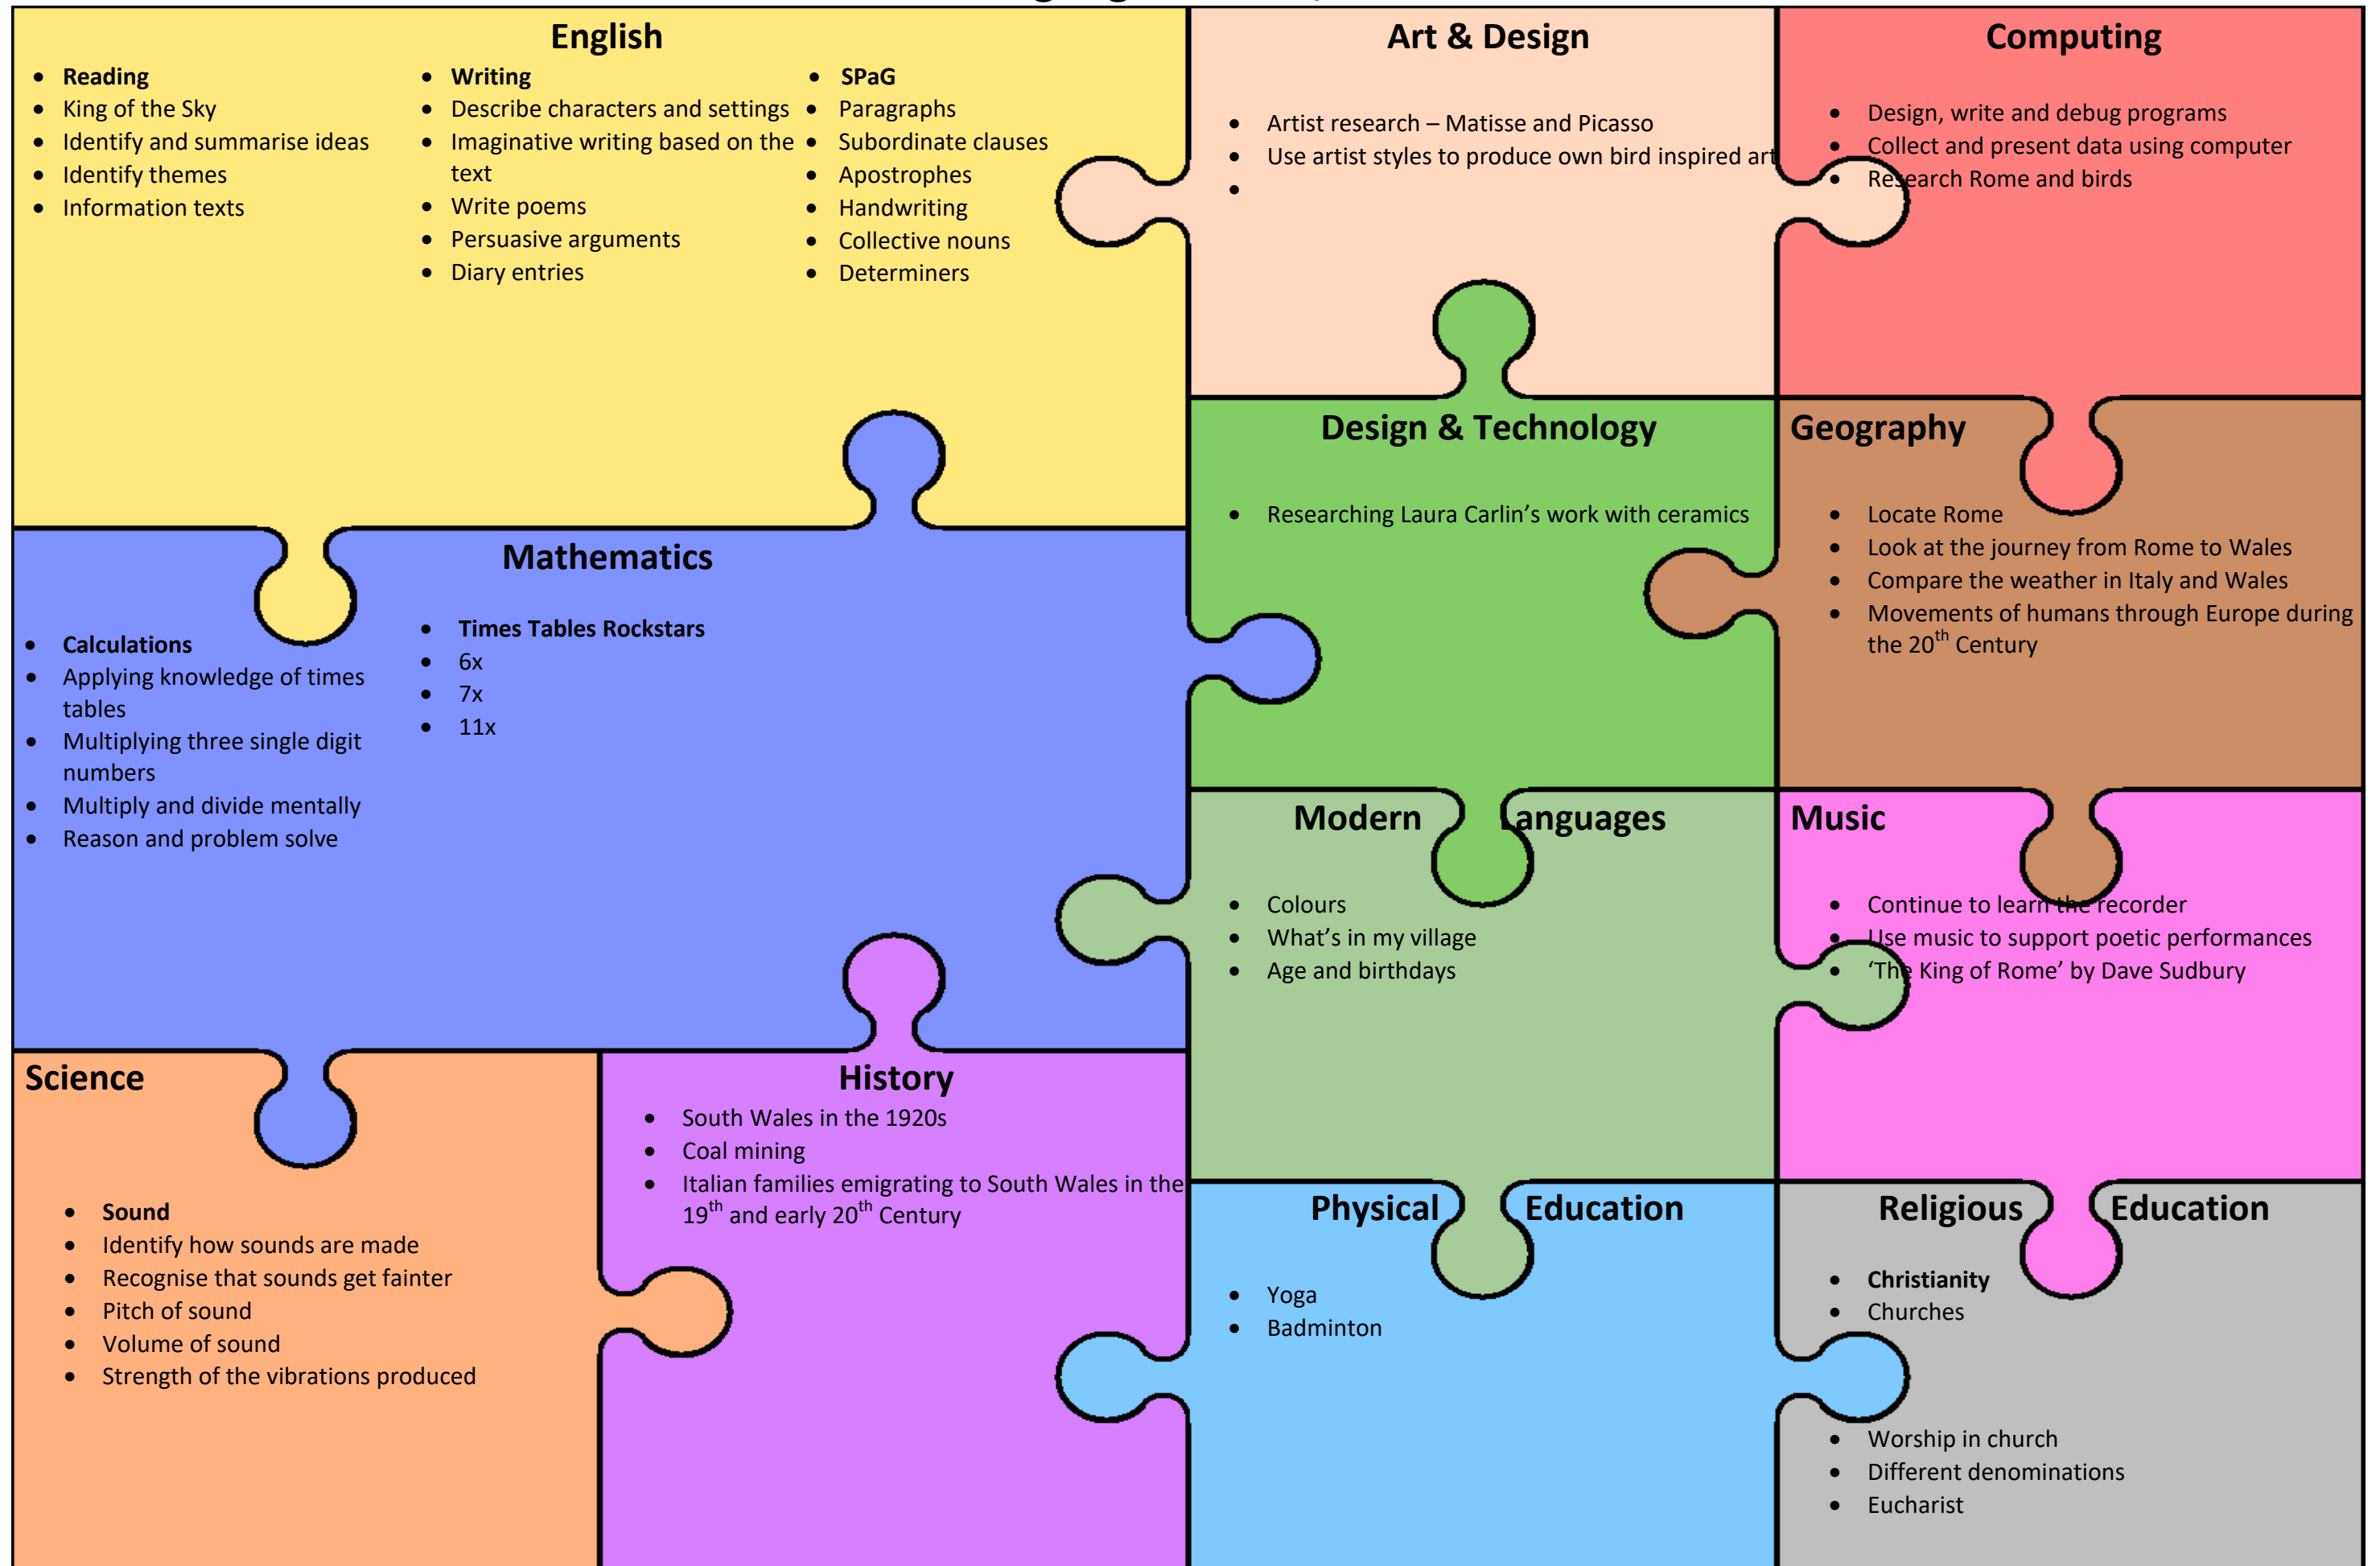 English
• Reading
• King of the Sky
• Identify and summarise ideas
• Identify themes
• Information texts
• Writing
• Describe characters and settings
• Imaginative writing based on the
text
• Write poems
• Persuasive arguments
• Diary entries
• SPaG
• Paragraphs
• Subordinate clauses
• Apostrophes
• Handwriting
• Collective nouns
• Determiners
Art & Design
• Artist research – Matisse and Picasso
• Use artist styles to produce own bird inspired art
•
Computing
• Design, write and debug programs
• Collect and present data using computer
• Research Rome and birds
Mathematics
• Calculations
• Applying knowledge of times
tables
• Multiplying three single digit
numbers
• Multiply and divide mentally
• Reason and problem solve
• Times Tables Rockstars
• 6x
• 7x
• 11x
Design & Technology
• Researching Laura Carlin’s work with ceramics
Geography
• Locate Rome
• Look at the journey from Rome to Wales
• Compare the weather in Italy and Wales
• Movements of humans through Europe during
the 20th Century
Modern Languages
• Colours
• What’s in my village
• Age and birthdays
Music
• Continue to learn the recorder
• Use music to support poetic performances
• ‘The King of Rome’ by Dave Sudbury
Science
• Sound
• Identify how sounds are made
• Recognise that sounds get fainter
• Pitch of sound
• Volume of sound
• Strength of the vibrations produced
History
• South Wales in the 1920s
• Coal mining
• Italian families emigrating to South Wales in the
19th and early 20th Century
Physical Education
• Yoga
• Badminton
Religious Education
• Christianity
• Churches
• Worship in church
• Different denominations
• Eucharist